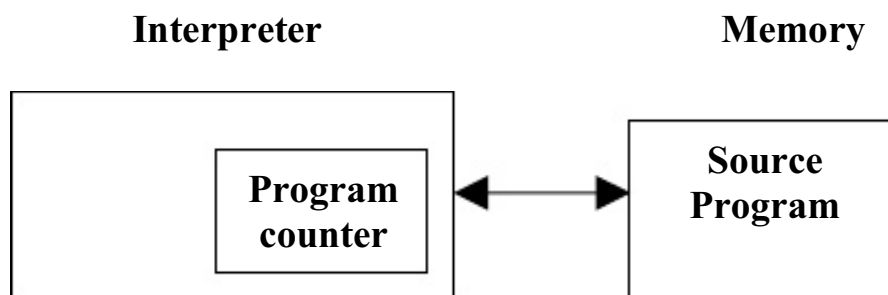 Interpreter
Memory
Program
counter
Source
Program